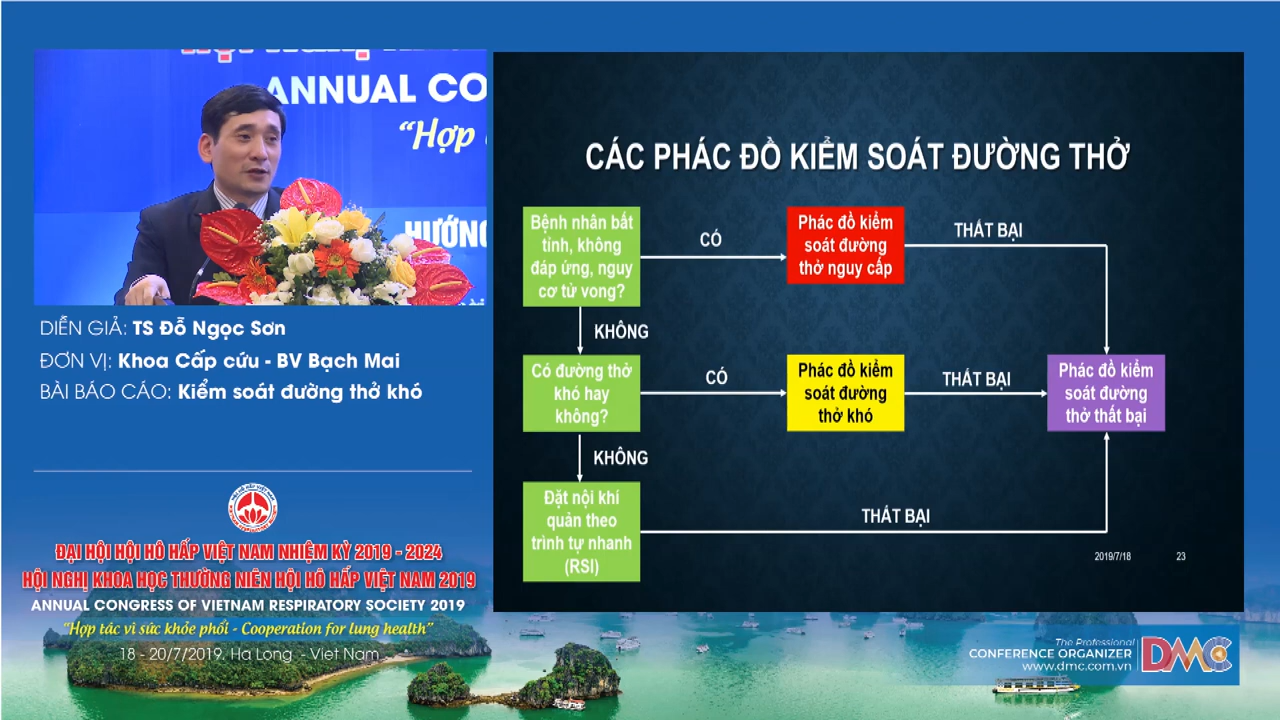 ANNUAL CO
"Hợp
HƯỚNG
DIỄN GIẢ: TS Đỗ Ngọc Sơn
ĐƠN VỊ: Khoa Cấp cứu - BV Bạch Mai
BÀI BÁO CÁO: Kiểm soát đường thở khó
ĐẠI HỘI HỘI HÔ HẤP VIỆT NAM NHIỆM KỲ 2019 - 2024
HỘI NGHỊ KHOA HỌC THƯỜNG NIÊN HỘI HÔ HẤP VIỆT NAM 2019
ANNUAL CONGRESS OF VIETNAM RESPIRATORY SOCIETY 2019
"Hợp tác vì sức khỏe phổi - Cooperation for lung health"
18 - 20/7/2019. Ha Long - Viet Nam
CÁC PHÁC ĐỒ KIỂM SOÁT ĐƯỜNG THỞ
Bệnh nhân bất
tỉnh, không
đáp ứng, nguy
cơ tử vong?
CÓ
Phác đồ kiểm
soát đường
thở nguy cấp
THẤT BẠI
KHÔNG
Có đường thở
khó hay
không?
CÓ
Phác đồ kiểm
soát đường
thở khó
THẤT BẠI
Phác đồ kiểm
soát đường
thở thất bại
KHÔNG
Đặt nội khí
quản theo
trình tự nhanh
(RSI)
THẤT BẠI
2019/7/18
23
The Professional
CONFERENCE ORGANIZER
www.dmc.com.vn
DMC